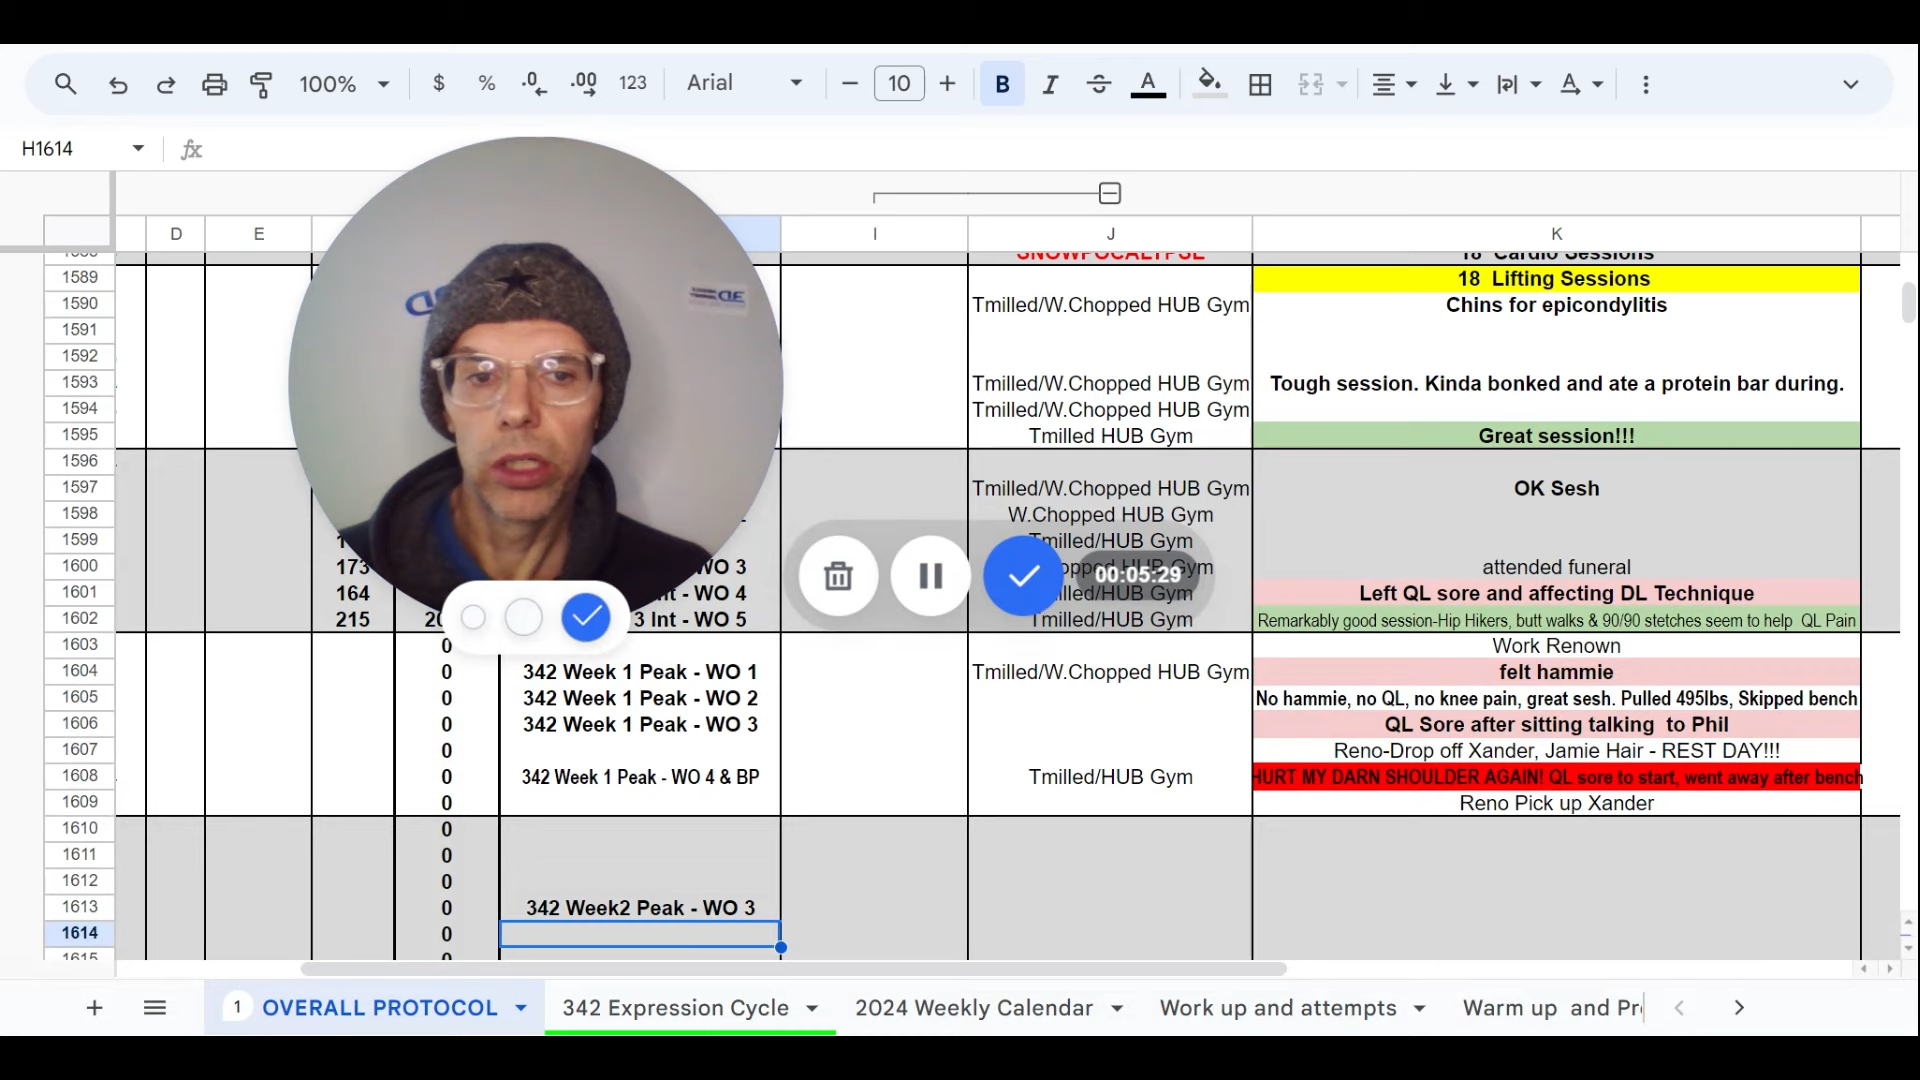 100% $ % .0 .00 123 Arial 10 B I A A
H1614 fx
D E I J K
SNOWPOCALYPSE 18 Cardio Sessions
1589 18 Lifting Sessions
1590 Tmilled/W.Chopped HUB Gym Chins for epicondylitis
1591
1592
1593 Tmilled/W.Chopped HUB Gym Tough session. Kinda bonked and ate a protein bar during.
1594 Tmilled/W.Chopped HUB Gym
1595 Tmilled HUB Gym Great session!!!
1596
1597 Tmilled/W.Chopped HUB Gym OK Sesh
1598 W.Chopped HUB Gym
1599 Tmilled/HUB Gym
1600 173 WO 3 attended funeral
1601 164 - WO 4 Left QL sore and affecting DL Technique
1602 215 20 3 Int - WO 5 Tmilled/HUB Gym Remarkably good session-Hip Hikers, butt walks & 90/90 stetches seem to help QL Pain
00:05:29
1603 0 Work Renown
1604 0 342 Week 1 Peak - WO 1 Tmilled/W.Chopped HUB Gym felt hammie
1605 0 342 Week 1 Peak - WO 2 No hammie, no QL, no knee pain, great sesh. Pulled 495lbs, Skipped bench
1606 0 342 Week 1 Peak - WO 3 QL Sore after sitting talking to Phil
1607 0 Reno-Drop off Xander, Jamie Hair - REST DAY!!!
1608 0 342 Week 1 Peak - WO 4 & BP Tmilled/HUB Gym HURT MY DARN SHOULDER AGAIN! QL sore to start, went away after bench
1609 0 Reno Pick up Xander
1610 0
1611 0
1612 0
1613 0 342 Week2 Peak - WO 3
1614 0
1615 0
1 OVERALL PROTOCOL 342 Expression Cycle 2024 Weekly Calendar Work up and attempts Warm up and Pr